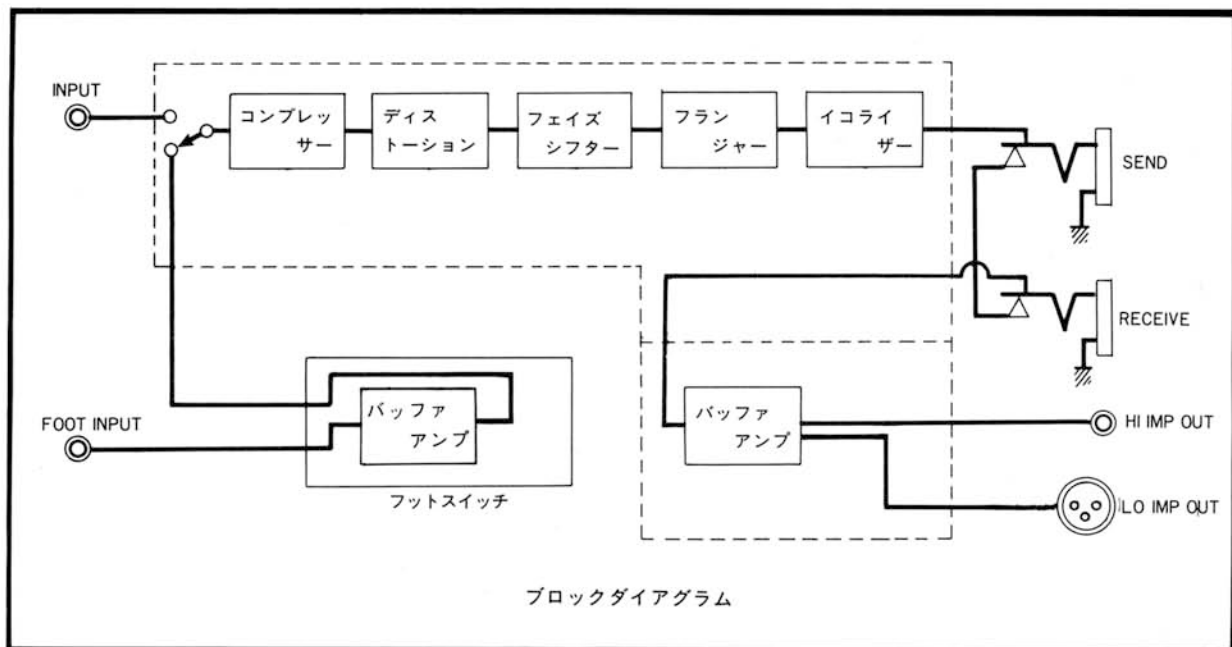 INPUT
コンプレッ
サー
ディス
トーション
フェイズ
シフター
フラン
ジャー
イコライ
ザー
SEND
RECEIVE
FOOT INPUT
バッファ
アンプ
フットスイッチ
バッファ
アンプ
HI IMP OUT
LO IMP OUT
ブロックダイアグラム